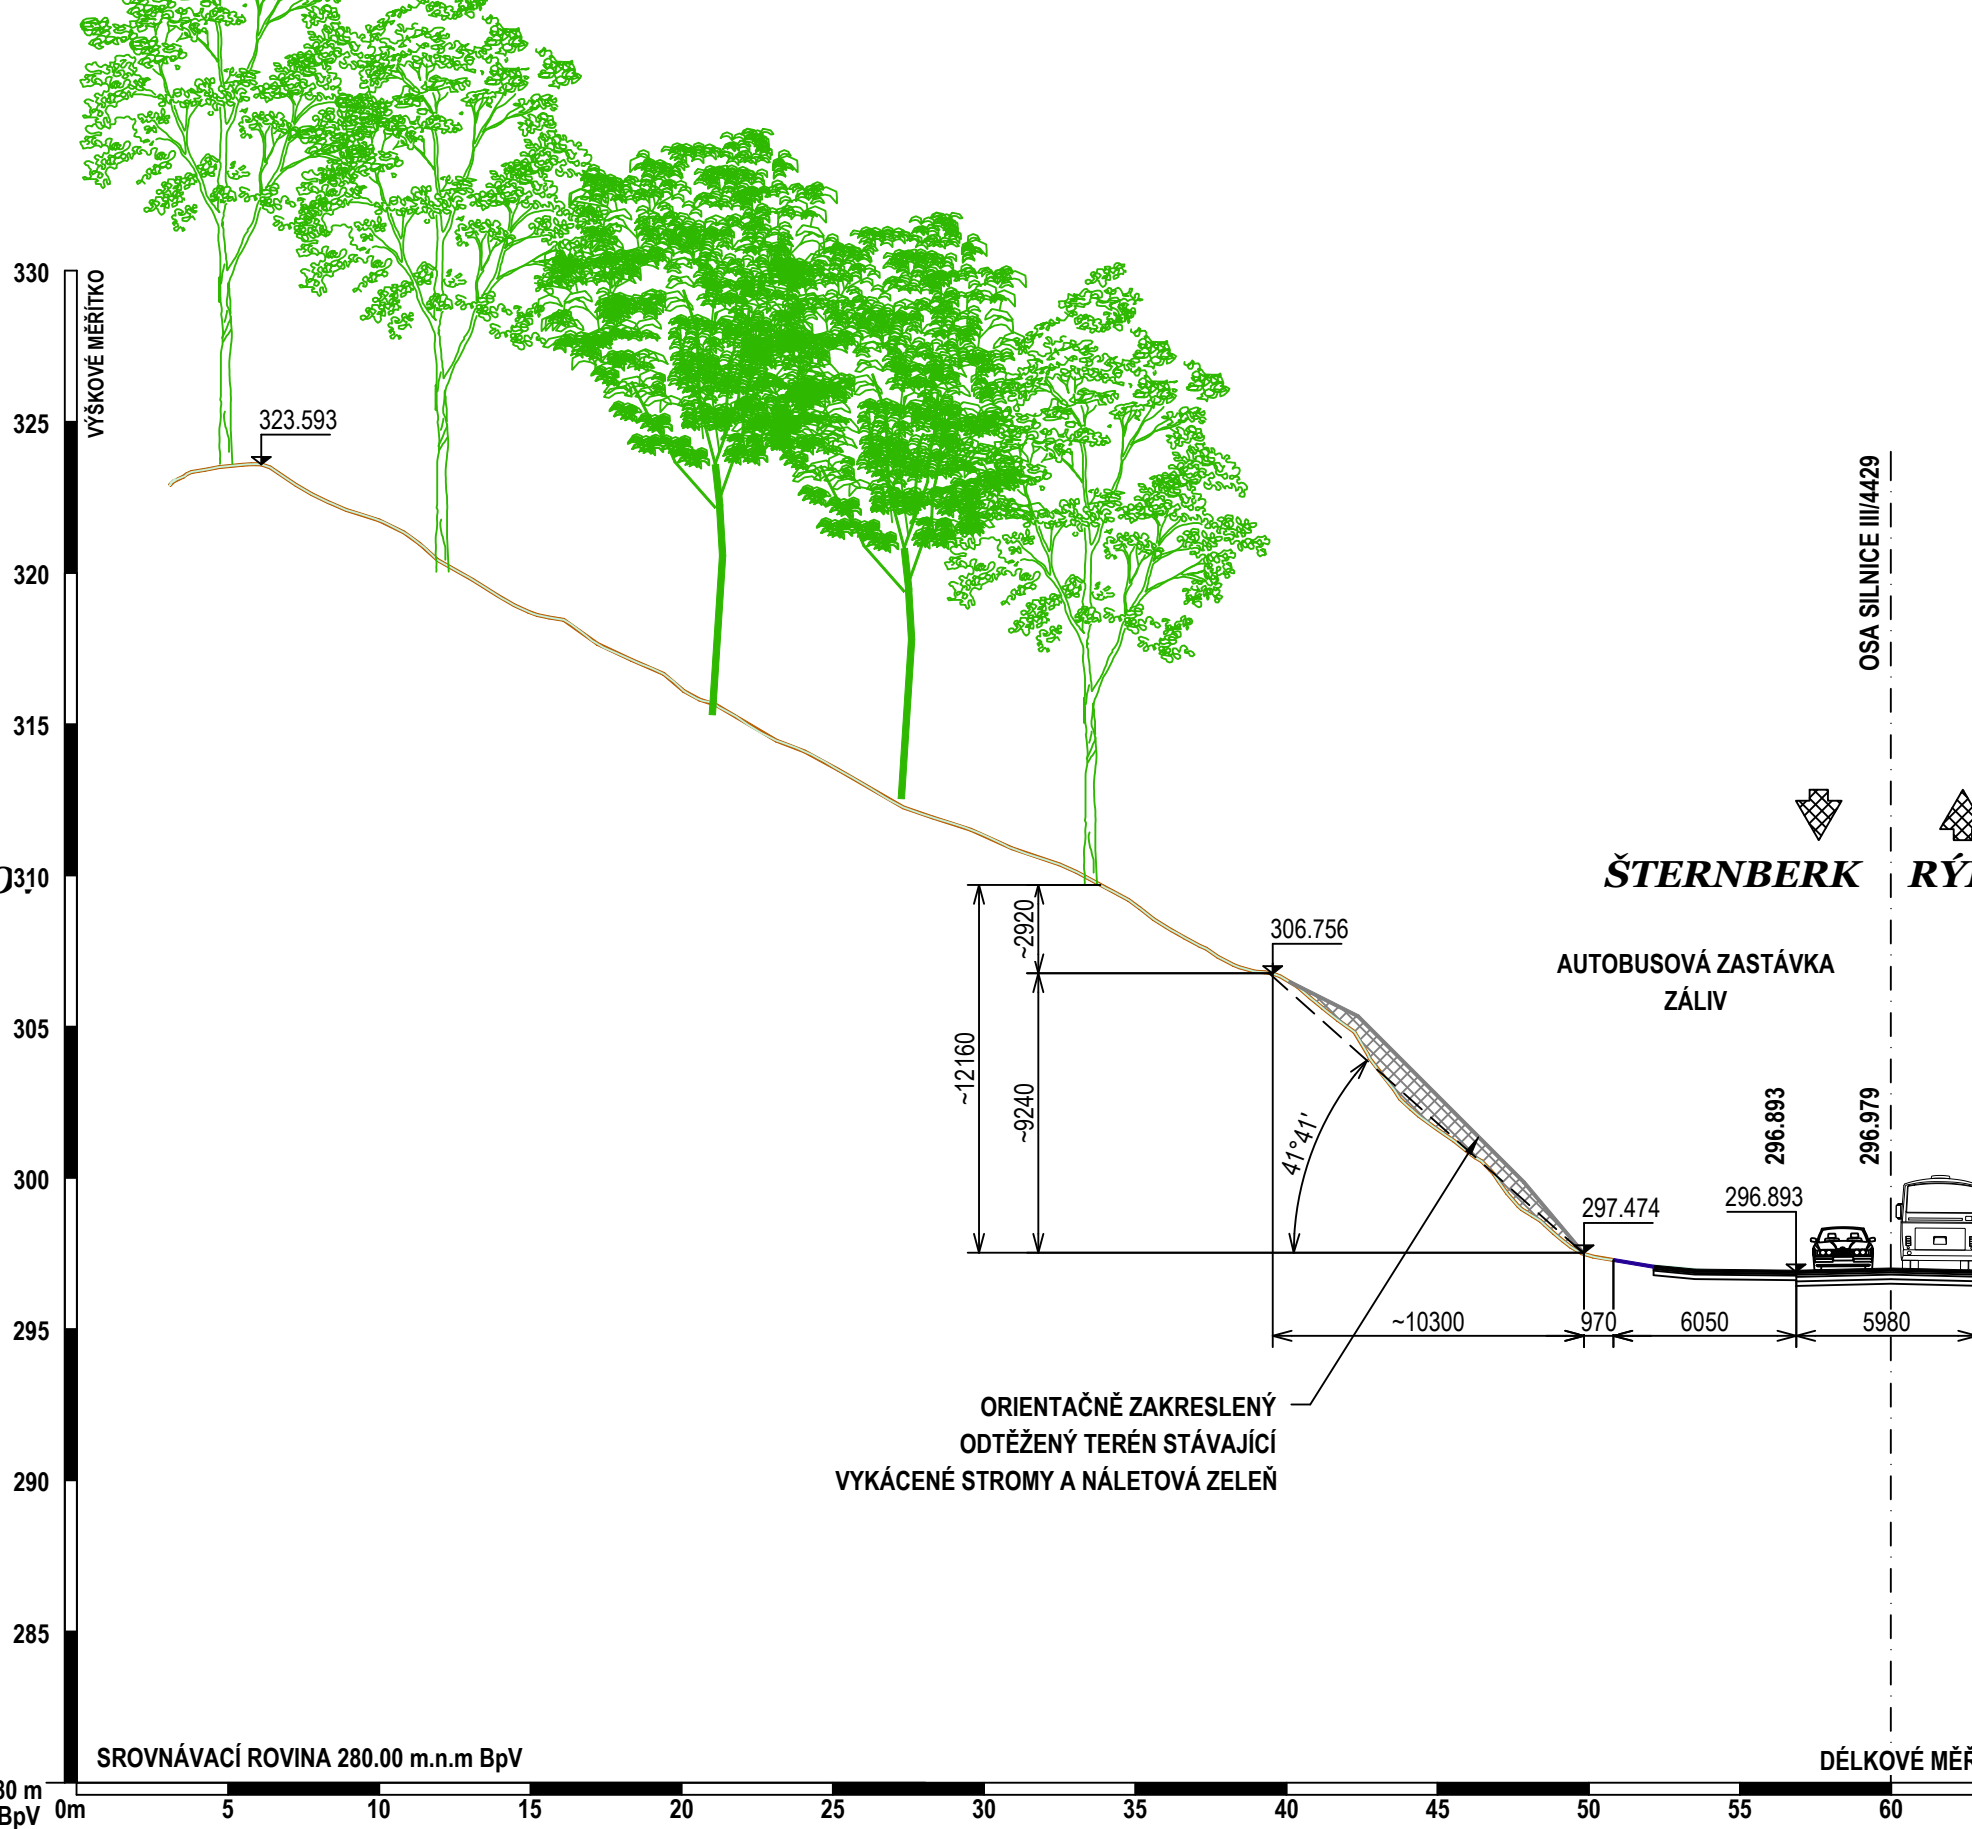 330
VÝŠKOVÉ MĚŘÍTKO
325
323.593
320
OSA SILNICE III/4429
315
310
ŠTERNBERK
~2920
306.756
AUTOBUSOVÁ ZASTÁVKA
ZÁLIV
305
~12160
~9240
41°41'
296.893
296.979
300
297.474
296.893
295
~10300
970
6050
5980
ORIENTAČNĚ ZAKRESLENÝ
ODTĚŽENÝ TERÉN STÁVAJÍCÍ
VYKÁCENÉ STROMY A NÁLETOVÁ ZELEŇ
290
285
SROVNÁVACÍ ROVINA 280.00 m.n.m BpV
DÉLKOVÉ
m
BpV
0m 5 10 15 20 25 30 35 40 45 50 55 60